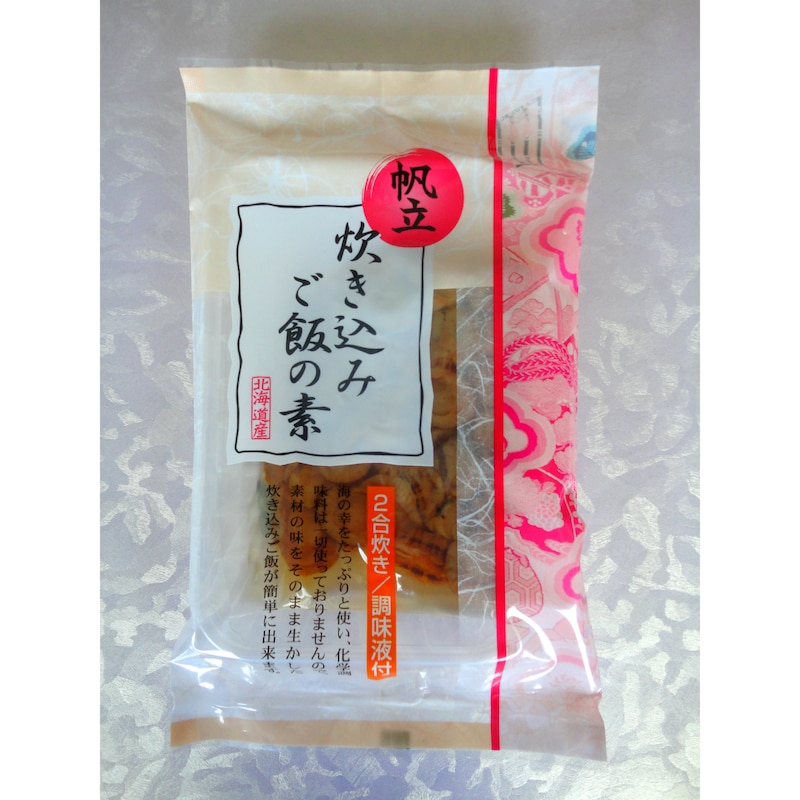 帆立
炊き込み
ご飯の素
北海道産
2合炊き/調味液付
海の幸をたっぷりと使い、化学
味料は一切使っておりませんの
素材の味をそのまま生かし
炊き込みご飯が簡単に出来